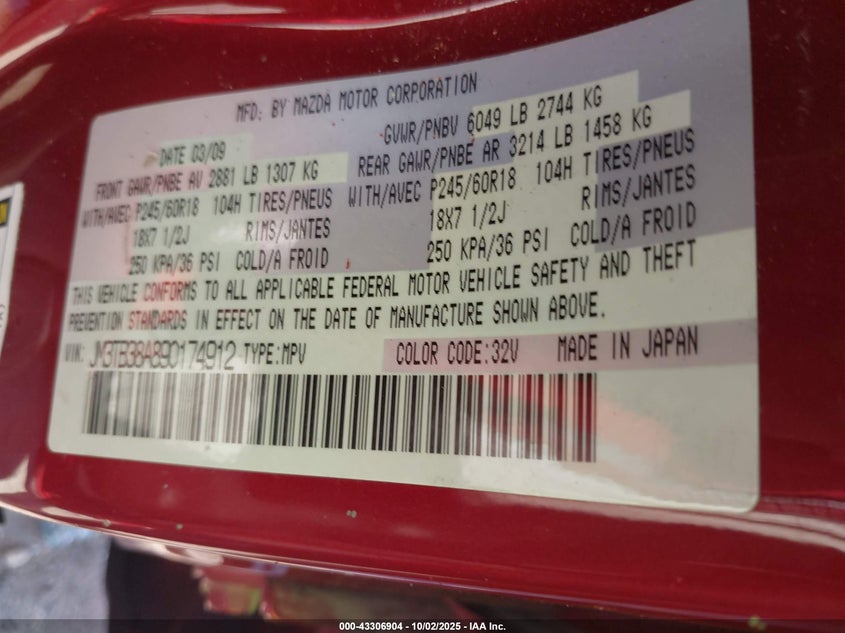 MFD: BY MAZDA MOTOR CORPORATION
DATE 03/09
GVWR/PNBV 6049 LB 2744 KG
FRONT GAWR/PNBE AV 2881 LB 1307 KG
REAR GAWR/PNBE AR 3214 LB 1458 KG
WITH/AVEC P245/60R18 104H TIRES/PNEUS
WITH/AVEC P245/60R18 104H TIRES/PNEUS
18X7 1/2J RIMS/JANTES
18X7 1/2J RIMS/JANTES
250 KPA/36 PSI COLD/A FROID
250 KPA/36 PSI COLD/A FROID
THIS VEHICLE CONFORMS TO ALL APPLICABLE FEDERAL MOTOR VEHICLE SAFETY AND THEFT
PREVENTION STANDARDS IN EFFECT ON THE DATE OF MANUFACTURE SHOWN ABOVE.
VIN: JM3TB38A890174912 TYPE:MPV COLOR CODE:32V MADE IN JAPAN
000-43306904 - 10/02/2025 - IAA Inc.